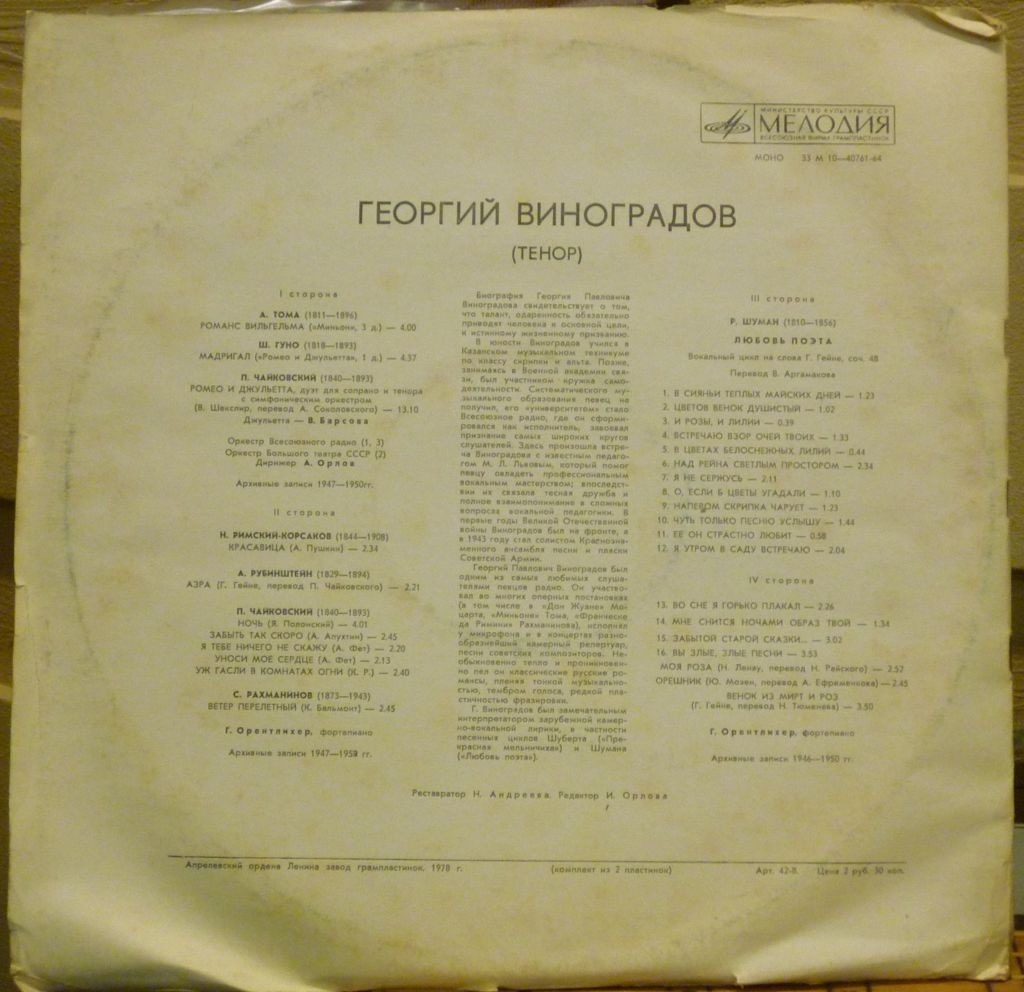 МИНИСТЕРСТВО КУЛЬТУРЫ СССР
МЕЛОДИЯ
ВСЕСОЮЗНАЯ ФИРМА ГРАМПЛАСТИНОК
МОНО 33 М 10—40761-64
ГЕОРГИЙ ВИНОГРАДОВ
(ТЕНОР)
I сторона
А. ТОМА (1811—1896)
РОМАНС ВИЛЬГЕЛЬМА («Миньон», 3 д.) — 4.00
Ш. ГУНО (1818—1893)
МАДРИГАЛ («Ромео и Джульетта», 1 д.) — 4.37
П. ЧАЙКОВСКИЙ (1840—1893)
РОМЕО И ДЖУЛЬЕТТА, дуэт для сопрано и тенора
с симфоническим оркестром
(В. Шекспир, перевод А. Соколовского) — 13.10
Джульетта — В. Барсова
Оркестр Всесоюзного радио (1, 3)
Оркестр Большого театра СССР (2)
Дирижер А. Орлов
Архивные записи 1947—1950гг.
II сторона
Н. РИМСКИЙ-КОРСАКОВ (1844—1908)
КРАСАВИЦА (А. Пушкин) — 2.34
А. РУБИНШТЕЙН (1829—1894)
АЗРА (Г. Гейне, перевод П. Чайковского) — 2.21
П. ЧАЙКОВСКИЙ (1840—1893)
НОЧЬ (Я. Полонский) — 4.01
ЗАБЫТЬ ТАК СКОРО (А. Апухтин) — 2.45
Я ТЕБЕ НИЧЕГО НЕ СКАЖУ (А. Фет) — 2.20
УНОСИ МОЕ СЕРДЦЕ (А. Фет) — 2.13
УЖ ГАСЛИ В КОМНАТАХ ОГНИ (К. Р.) — 2.40
С. РАХМАНИНОВ (1873—1943)
ВЕТЕР ПЕРЕЛЕТНЫЙ (К. Бальмонт) — 2.45
Г. Орентлихер, фортепиано
Архивные записи 1947—1959 гг.
Биография Георгия Павловича
Виноградова свидетельствует о том,
что талант, одаренность обязательно
приводят человека к основной цели,
к истинному жизненному призванию.
В юности Виноградов учился в
Казанском музыкальном техникуме
по классу скрипки и альта. Позже,
занимаясь в Военной академии свя-
зи, был участником кружка само-
деятельности. Систематического му-
зыкального образования певец не
получил, его «университетом» стало
Всесоюзное радио, где он сформи-
ровался как исполнитель, завоевал
признание самых широких кругов
слушателей. Здесь произошла встре-
ча Виноградова с известным педаго-
гом М. Л. Львовым, который помог
певцу овладеть профессиональным
вокальным мастерством; впоследст-
вии их связала тесная дружба и
полное взаимопонимание в сложных
вопросах вокальной педагогики. В
первые годы Великой Отечественной
войны Виноградов был на фронте, а
в 1943 году стал солистом Краснозна-
менного ансамбля песни и пляски
Советской Армии.
Георгий Павлович Виноградов был
одним из самых любимых слуша-
телями певцов радио. Он участво-
вал во многих оперных постановках
(в том числе в «Дон Жуане» Мо-
царта, «Миньоне» Тома, «Франческе
да Римини» Рахманинова), исполнял
у микрофона и в концертах разно-
образнейший камерный репертуар,
песни советских композиторов. Не-
обыкновенно тепло и проникновен-
но пел он классические русские ро-
мансы, пленяя тонкой музыкально-
стью, тембром голоса, редкой пла-
стичностью фразировки.
Г. Виноградов был замечательным
интерпретатором зарубежной камер-
но-вокальной лирики, в частности
песенных циклов Шуберта («Пре-
красная мельничиха») и Шумана
(«Любовь поэта»).
III сторона
Р. ШУМАН (1810—1856)
ЛЮБОВЬ ПОЭТА
Вокальный цикл на слова Г. Гейне, соч. 48
Перевод В. Аргамакова
1. В СИЯНЬИ ТЕПЛЫХ МАЙСКИХ ДНЕЙ — 1.23
2. ЦВЕТОВ ВЕНОК ДУШИСТЫЙ — 1.02
3. И РОЗЫ, И ЛИЛИИ — 0.39
4. ВСТРЕЧАЮ ВЗОР ОЧЕЙ ТВОИХ — 1.33
5. В ЦВЕТАХ БЕЛОСНЕЖНЫХ ЛИЛИЙ — 0.44
6. НАД РЕЙНА СВЕТЛЫМ ПРОСТОРОМ — 2.34
7. Я НЕ СЕРЖУСЬ — 2.11
8. О, ЕСЛИ Б ЦВЕТЫ УГАДАЛИ — 1.10
9. НАПЕВОМ СКРИПКА ЧАРУЕТ — 1.23
10. ЧУТЬ ТОЛЬКО ПЕСНЮ УСЛЫШУ — 1.44
11. ЕЕ ОН СТРАСТНО ЛЮБИТ — 0.58
12. Я УТРОМ В САДУ ВСТРЕЧАЮ — 2.04
IV сторона
13. ВО СНЕ Я ГОРЬКО ПЛАКАЛ — 2.26
14. МНЕ СНИТСЯ НОЧАМИ ОБРАЗ ТВОЙ — 1.34
15. ЗАБЫТОЙ СТАРОЙ СКАЗКИ... — 3.02
16. ВЫ ЗЛЫЕ, ЗЛЫЕ ПЕСНИ — 3.53
МОЯ РОЗА (Н. Ленау, перевод Н. Райского) — 2.52
ОРЕШНИК (Ю. Мозен, перевод А. Ефременкова) — 2.45
ВЕНОК ИЗ МИРТ И РОЗ
(Г. Гейне, перевод Н. Тюменева) — 3.50
Г. Орентлихер, фортепиано
Архивные записи 1946—1950 гг.
Реставратор Н. Андреева. Редактор И. Орлова
Апрелевский ордена Ленина завод грампластинок, 1978 г. (комплект из 2 пластинок) Арт. 42-8. Цена 2 руб. 30 коп.